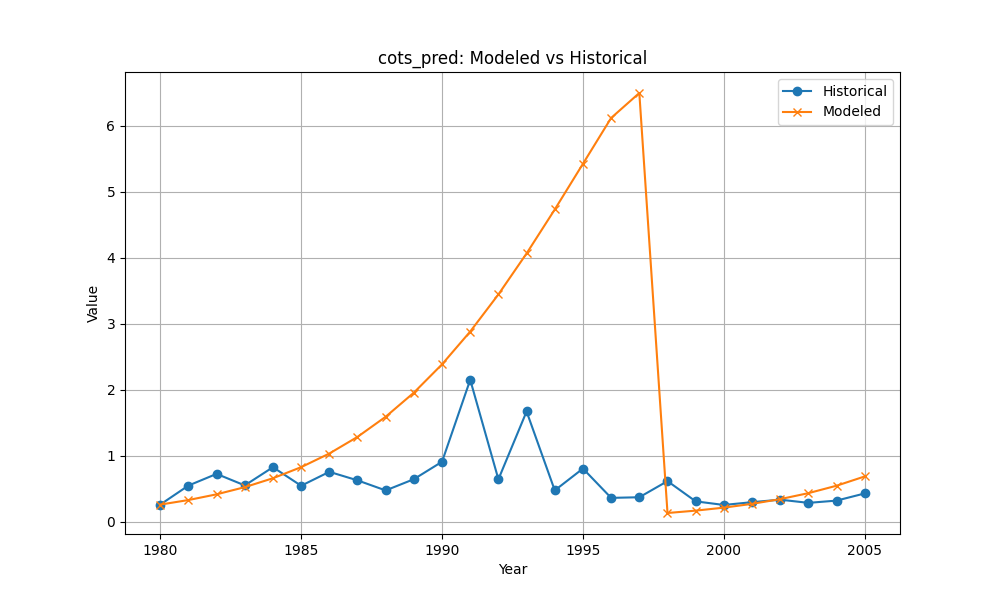 cots_pred: Modeled vs Historical
Historical
Modeled
Value
6
5
4
3
2
1
0
1980
1985
1990
1995
2000
2005
Year